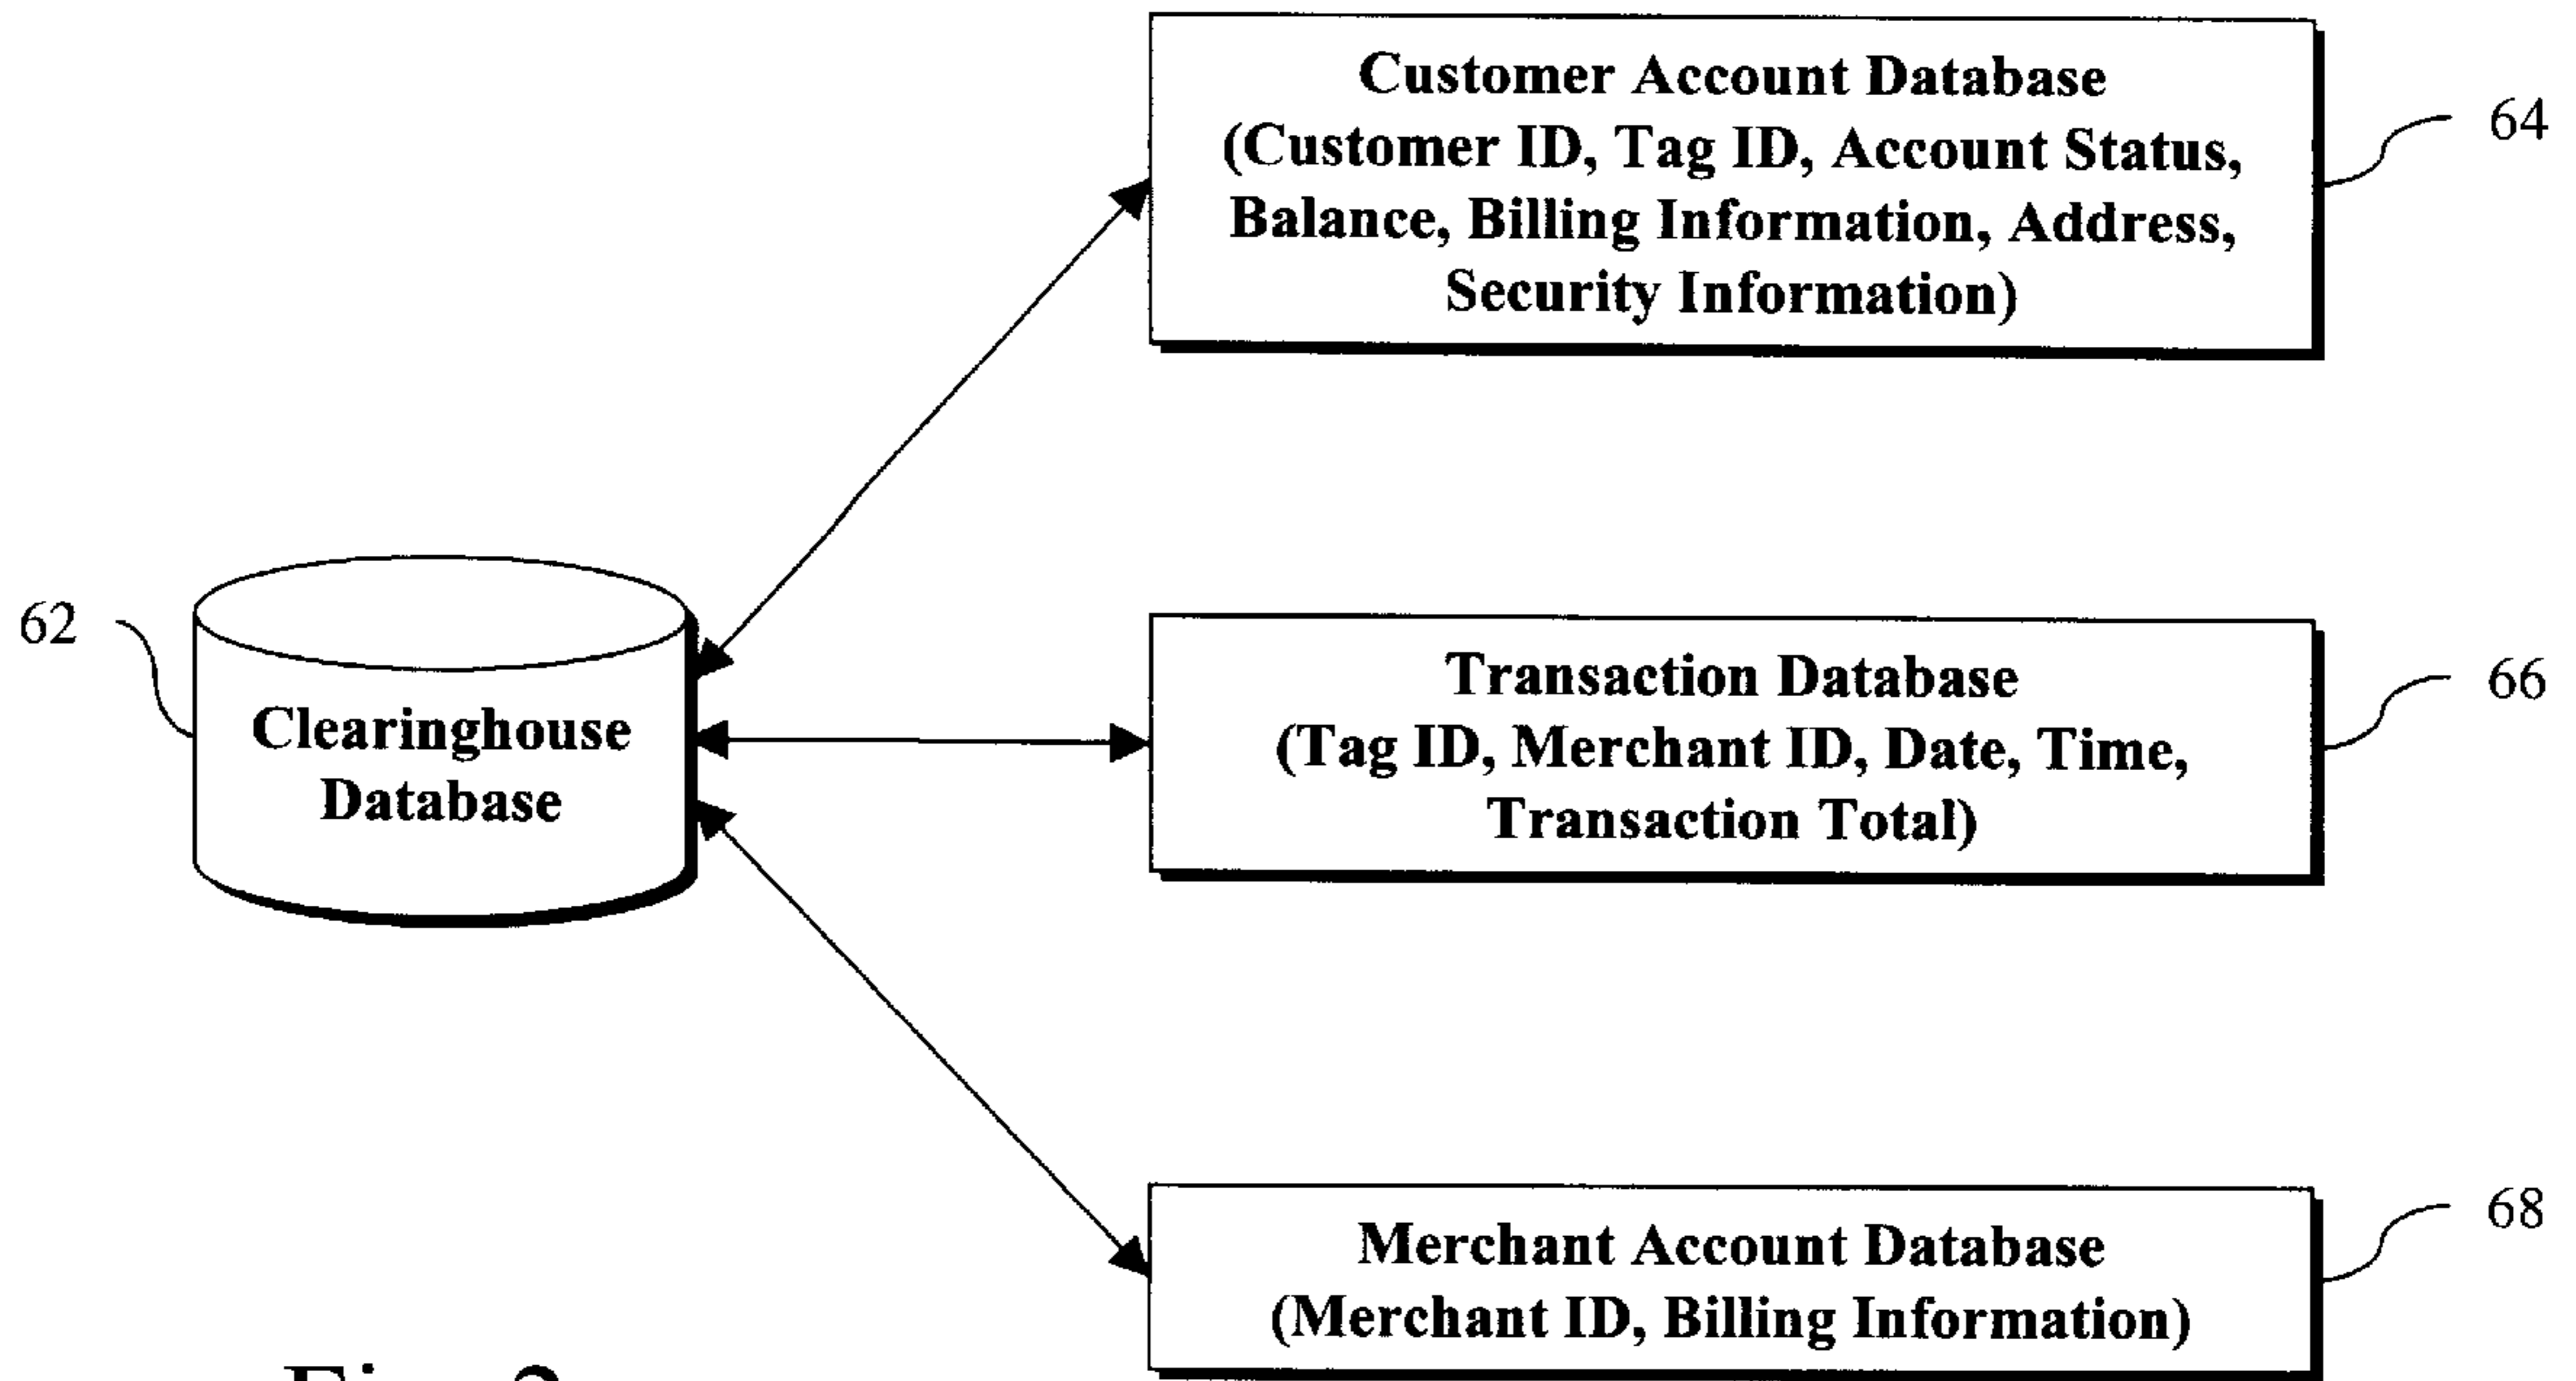 Customer Account Database
(Customer ID, Tag ID, Account Status,
Balance, Billing Information, Address,
Security Information)
64
62
Clearinghouse
Database
Transaction Database
(Tag ID, Merchant ID, Date, Time,
Transaction Total)
66
Merchant Account Database
(Merchant ID, Billing Information)
68